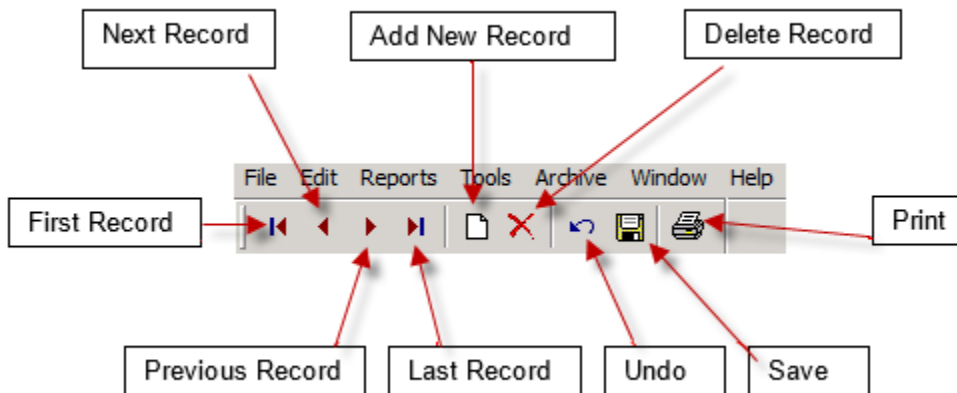 Next Record
Add New Record
Delete Record
File Edit Reports Tools Archive Window Help
First Record
Print
Previous Record
Last Record
Undo
Save